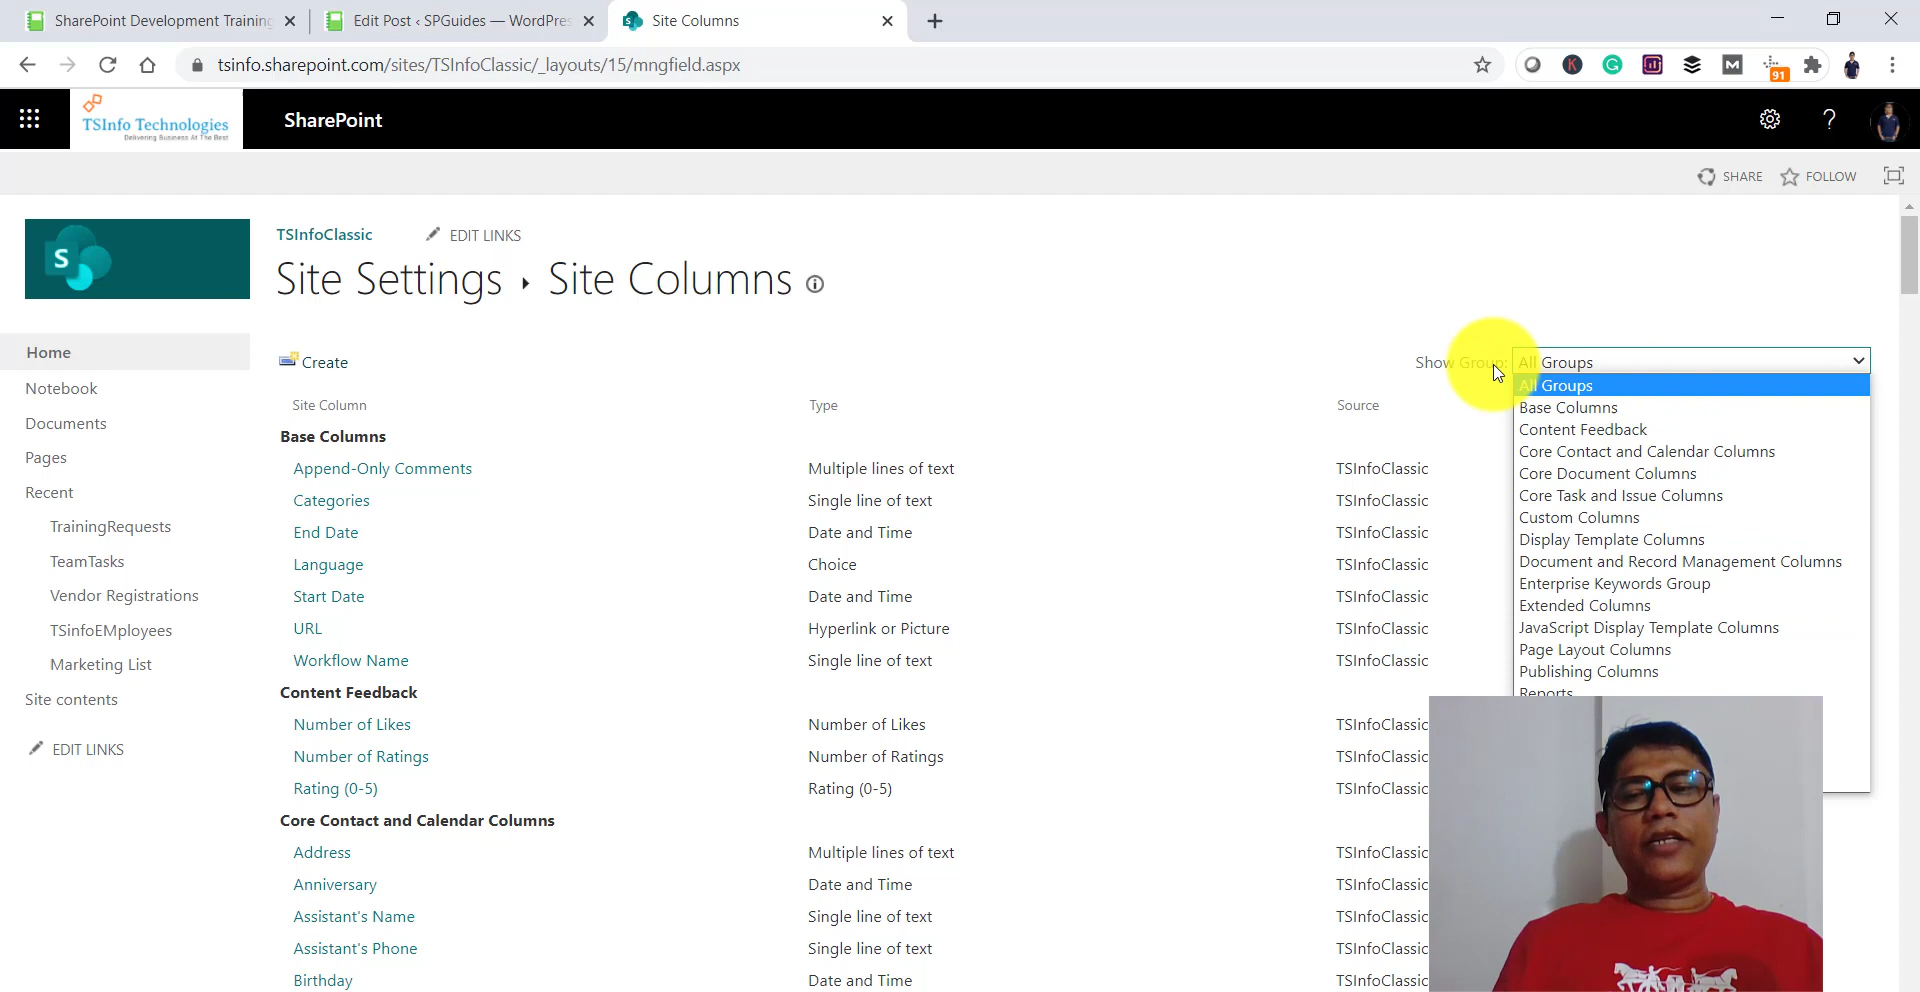 SharePoint Development Training
Edit Post ‹ SPGuides — WordPres
Site Columns
tsinfo.sharepoint.com/sites/TSInfoClassic/_layouts/15/mngfield.aspx
91
TSInfo Technologies
Delivering Business At The Best
SharePoint
SHARE
FOLLOW
TSInfoClassic
EDIT LINKS
Site Settings ▸ Site Columns
Home
Notebook
Documents
Pages
Recent
TrainingRequests
TeamTasks
Vendor Registrations
TSinfoEMployees
Marketing List
Site contents
EDIT LINKS
Create
Show Group: All Groups
Site Column Type Source
Base Columns
Append-Only Comments Multiple lines of text TSInfoClassic
Categories Single line of text TSInfoClassic
End Date Date and Time TSInfoClassic
Language Choice TSInfoClassic
Start Date Date and Time TSInfoClassic
URL Hyperlink or Picture TSInfoClassic
Workflow Name Single line of text TSInfoClassic
Content Feedback
Number of Likes Number of Likes TSInfoClassic
Number of Ratings Number of Ratings TSInfoClassic
Rating (0-5) Rating (0-5) TSInfoClassic
Core Contact and Calendar Columns
Address Multiple lines of text TSInfoClassic
Anniversary Date and Time TSInfoClassic
Assistant's Name Single line of text TSInfoClassic
Assistant's Phone Single line of text TSInfoClassic
Birthday Date and Time TSInfoClassic
All Groups
Base Columns
Content Feedback
Core Contact and Calendar Columns
Core Document Columns
Core Task and Issue Columns
Custom Columns
Display Template Columns
Document and Record Management Columns
Enterprise Keywords Group
Extended Columns
JavaScript Display Template Columns
Page Layout Columns
Publishing Columns
Reports